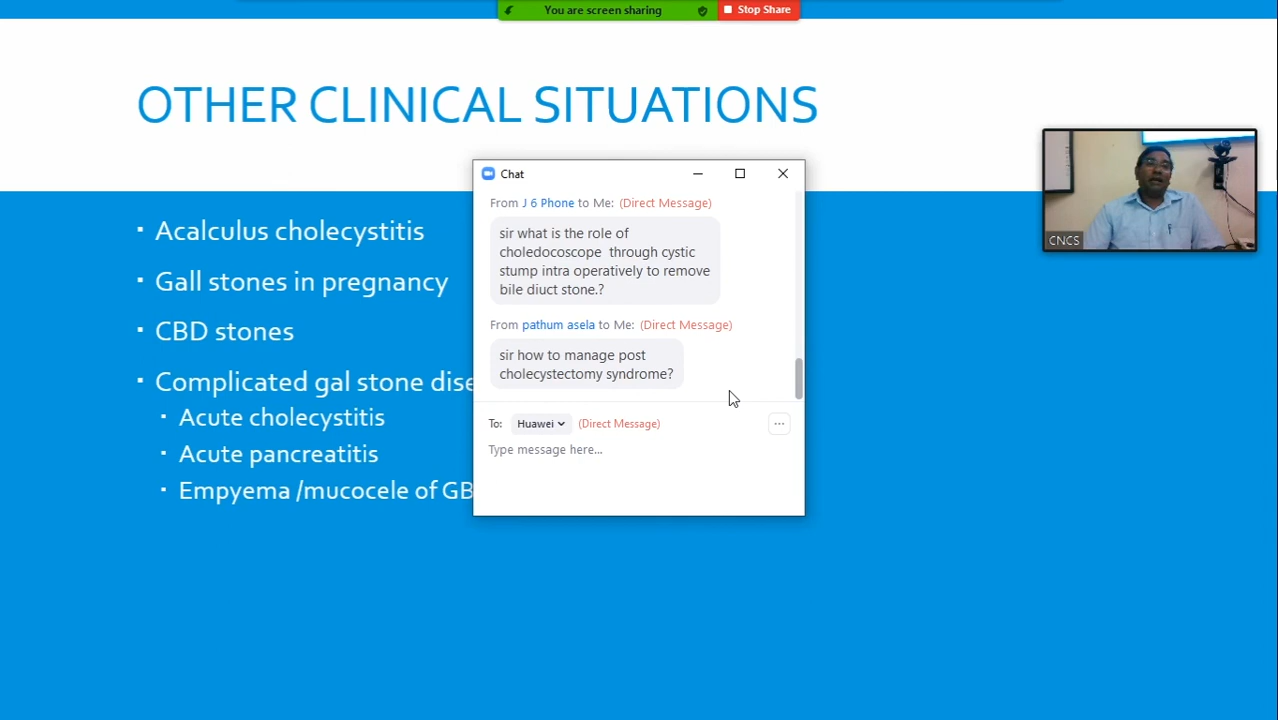 You are screen sharing
Stop Share
OTHER CLINICAL SITUATIONS
Acalculus cholecystitis
Gall stones in pregnancy
CBD stones
Complicated gal stone dise
Acute cholecystitis
Acute pancreatitis
Empyema /mucocele of GB
Chat
From J 6 Phone to Me: (Direct Message)
sir what is the role of
choledocoscope through cystic
stump intra operatively to remove
bile diuct stone.?
From pathum asela to Me: (Direct Message)
sir how to manage post
cholecystectomy syndrome?
To: Huawei (Direct Message)
Type message here...
CNCS